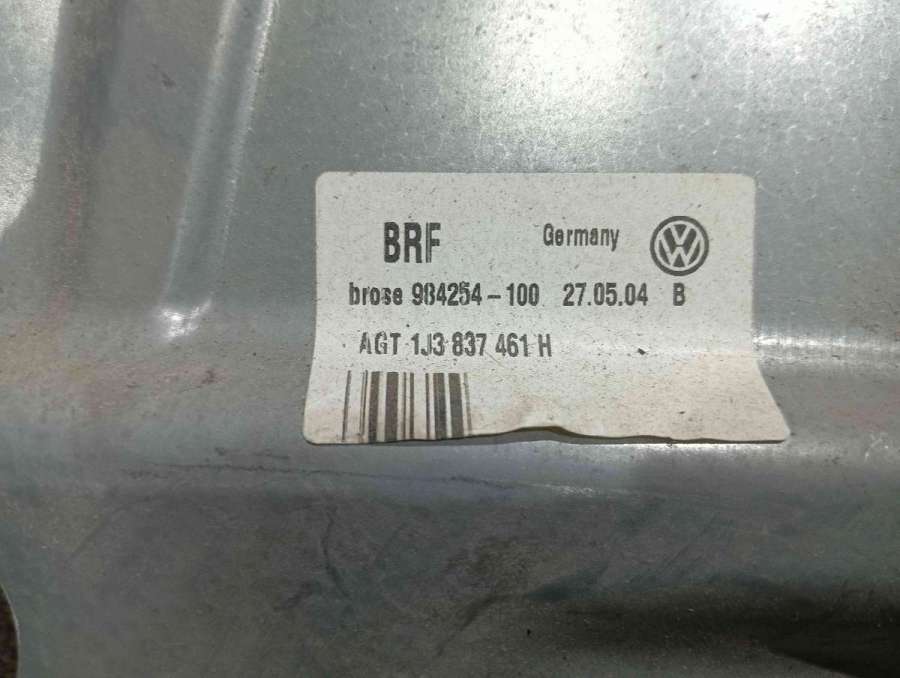 BRF Germany
brose 984254-100 27.05.04 B
AGT 1J3 837 461 H